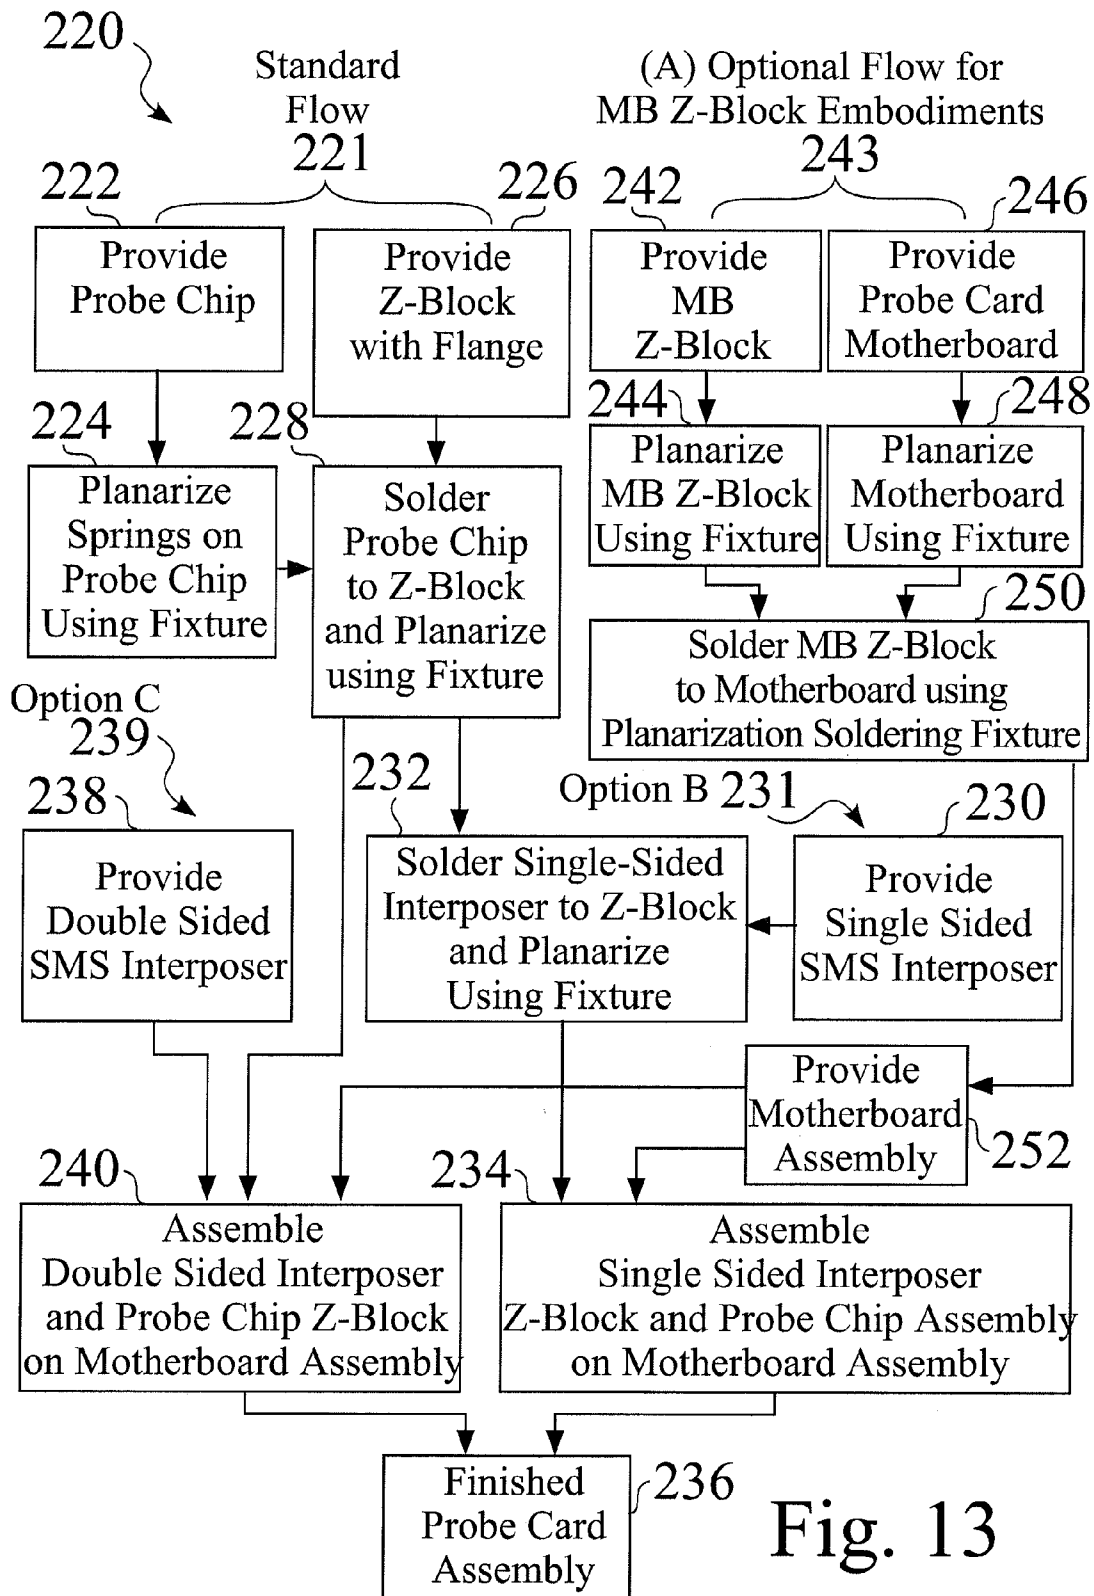 220
Standard
Flow
221
(A) Optional Flow for
MB Z-Block Embodiments
243
222
Provide
Probe Chip
226
Provide
Z-Block
with Flange
242
Provide
MB
Z-Block
246
Provide
Probe Card
Motherboard
224
Planarize
Springs on
Probe Chip
Using Fixture
228
Solder
Probe Chip
to Z-Block
and Planarize
using Fixture
244
Planarize
MB Z-Block
Using Fixture
248
Planarize
Motherboard
Using Fixture
250
Solder MB Z-Block
to Motherboard using
Planarization Soldering Fixture
Option C
239
238
Provide
Double Sided
SMS Interposer
232
Solder Single-Sided
Interposer to Z-Block
and Planarize
Using Fixture
Option B 231
230
Provide
Single Sided
SMS Interposer
Provide
Motherboard
Assembly
252
240
Assemble
Double Sided Interposer
and Probe Chip Z-Block
on Motherboard Assembly
234
Assemble
Single Sided Interposer
Z-Block and Probe Chip Assembly
on Motherboard Assembly
Finished
Probe Card
Assembly
236
Fig. 13